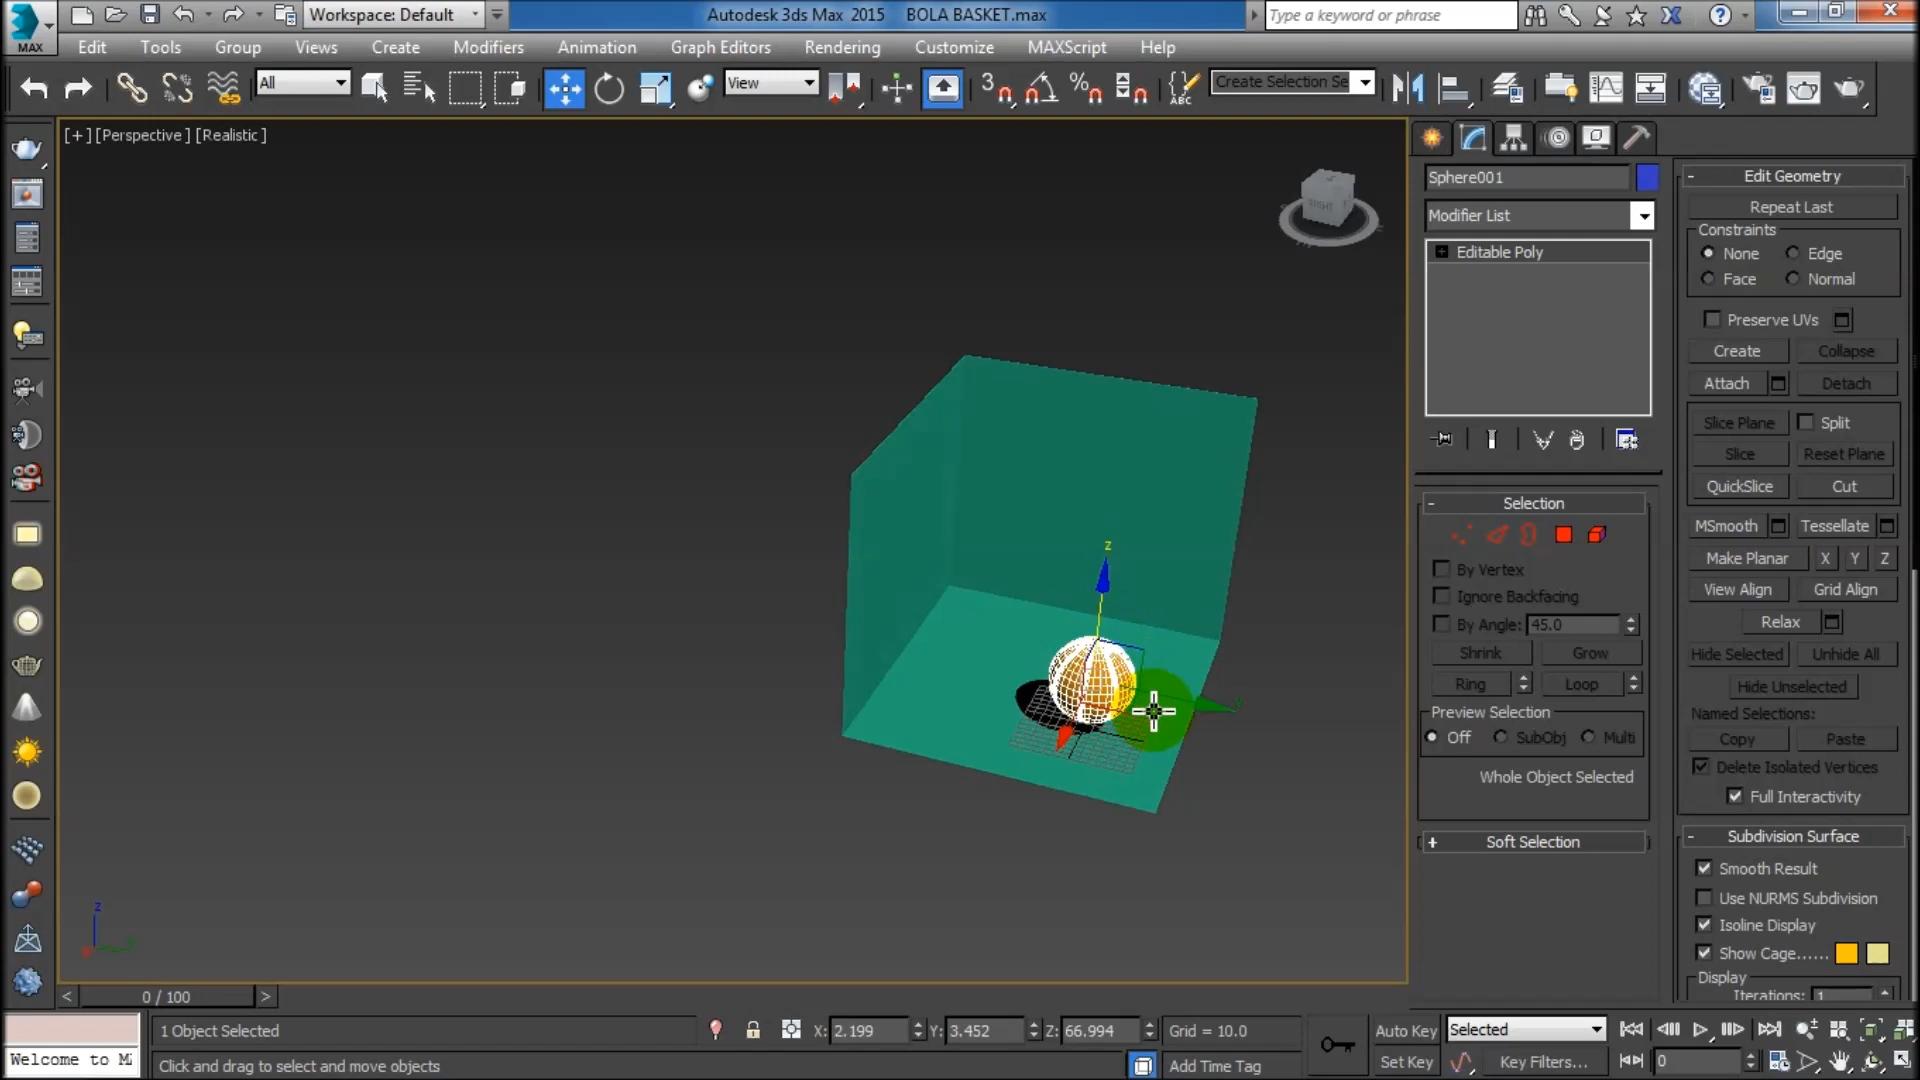 MAX
Workspace: Default
Autodesk 3ds Max 2015 BOLA BASKET.max
Type a keyword or phrase
Edit Tools Group Views Create Modifiers Animation Graph Editors Rendering Customize MAXScript Help
All
View
3
%
ABC
Create Selection Se
[+] [Perspective ] [Realistic ]
Sphere001
Modifier List
Editable Poly
Selection
By Vertex
Ignore Backfacing
By Angle: 45.0
Shrink Grow
Ring Loop
Preview Selection
Off SubObj Multi
Whole Object Selected
+ Soft Selection
- Edit Geometry
Repeat Last
Constraints
None Edge
Face Normal
Preserve UVs
Create Collapse
Attach Detach
Slice Plane Split
Slice Reset Plane
QuickSlice Cut
MSmooth Tessellate
Make Planar X Y Z
View Align Grid Align
Relax
Hide Selected Unhide All
Hide Unselected
Named Selections:
Copy Paste
Delete Isolated Vertices
Full Interactivity
- Subdivision Surface
Smooth Result
Use NURMS Subdivision
Isoline Display
Show Cage......
Display
Iterations: 1
z
z
< 0 / 100 >
1 Object Selected
X: 2.199 Y: 3.452 Z: 66.994 Grid = 10.0
Auto Key Selected
Welcome to M
Click and drag to select and move objects
Add Time Tag
Set Key Key Filters... 0